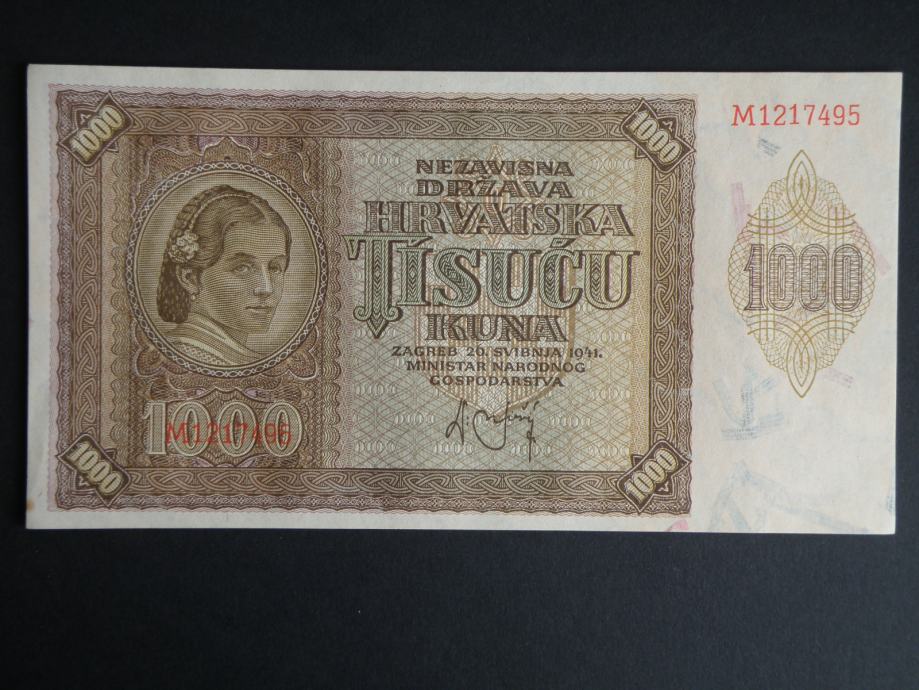 1000
1000
M1217495
NEZAVISNA
DRŽAVA
HRVATSKA
TISUĆU
KUNA
1000
ZAGREB 20. SVIBNJA 1941.
MINISTAR NARODNOG
GOSPODARSTVA
1000
M1217495
1000
1000